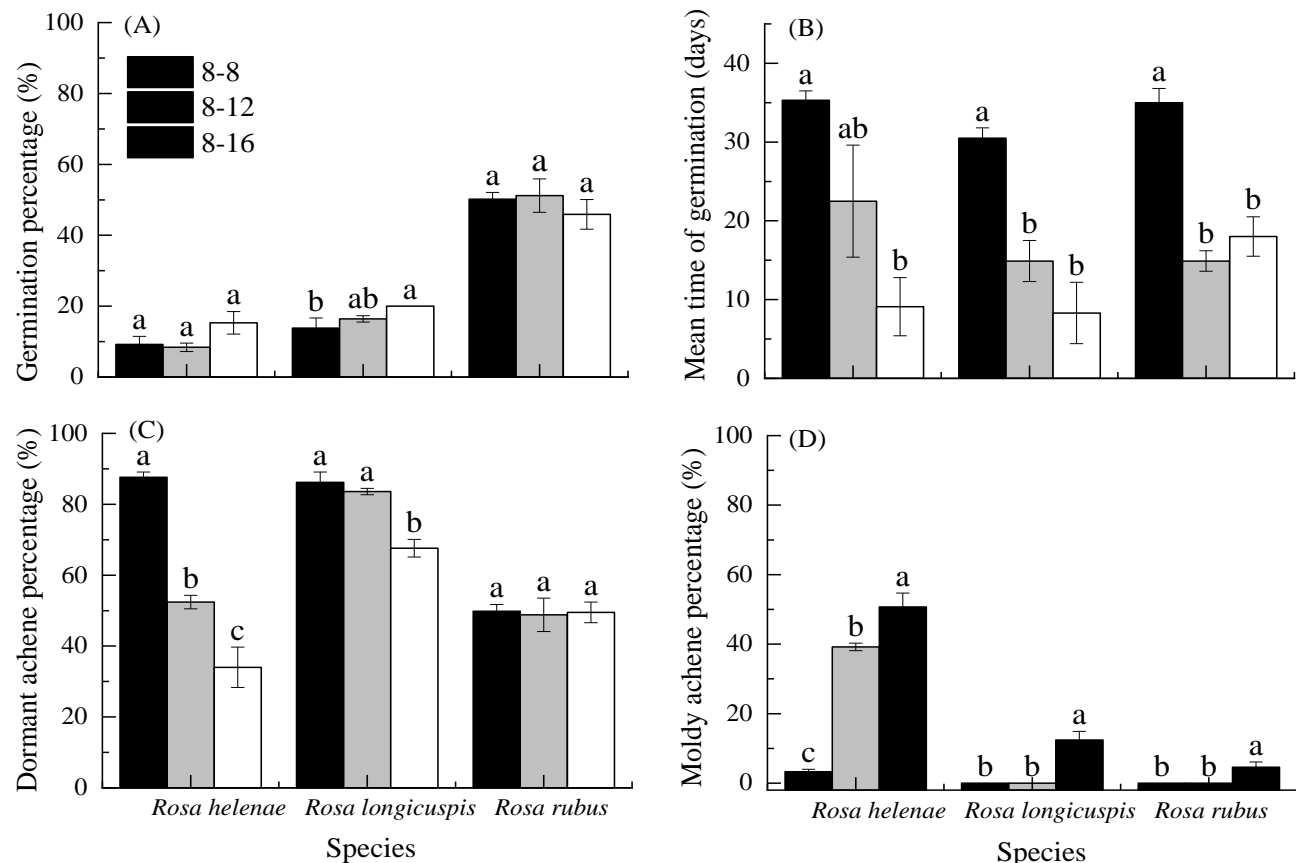 (A)
Germination percentage (%)
100
80
60
40
20
0
8-8
8-12
8-16
a a a
b ab a
a a a
(B)
Mean time of germination (days)
40
30
20
10
0
a ab b
a b b
a b b
(C)
Dormant achene percentage (%)
100
80
60
40
20
0
a b c
a a b
a a a
Rosa helenae Rosa longicuspis Rosa rubus
Species
(D)
Moldy achene percentage (%)
100
80
60
40
20
0
c b a
b b a
b b a
Rosa helenae Rosa longicuspis Rosa rubus
Species